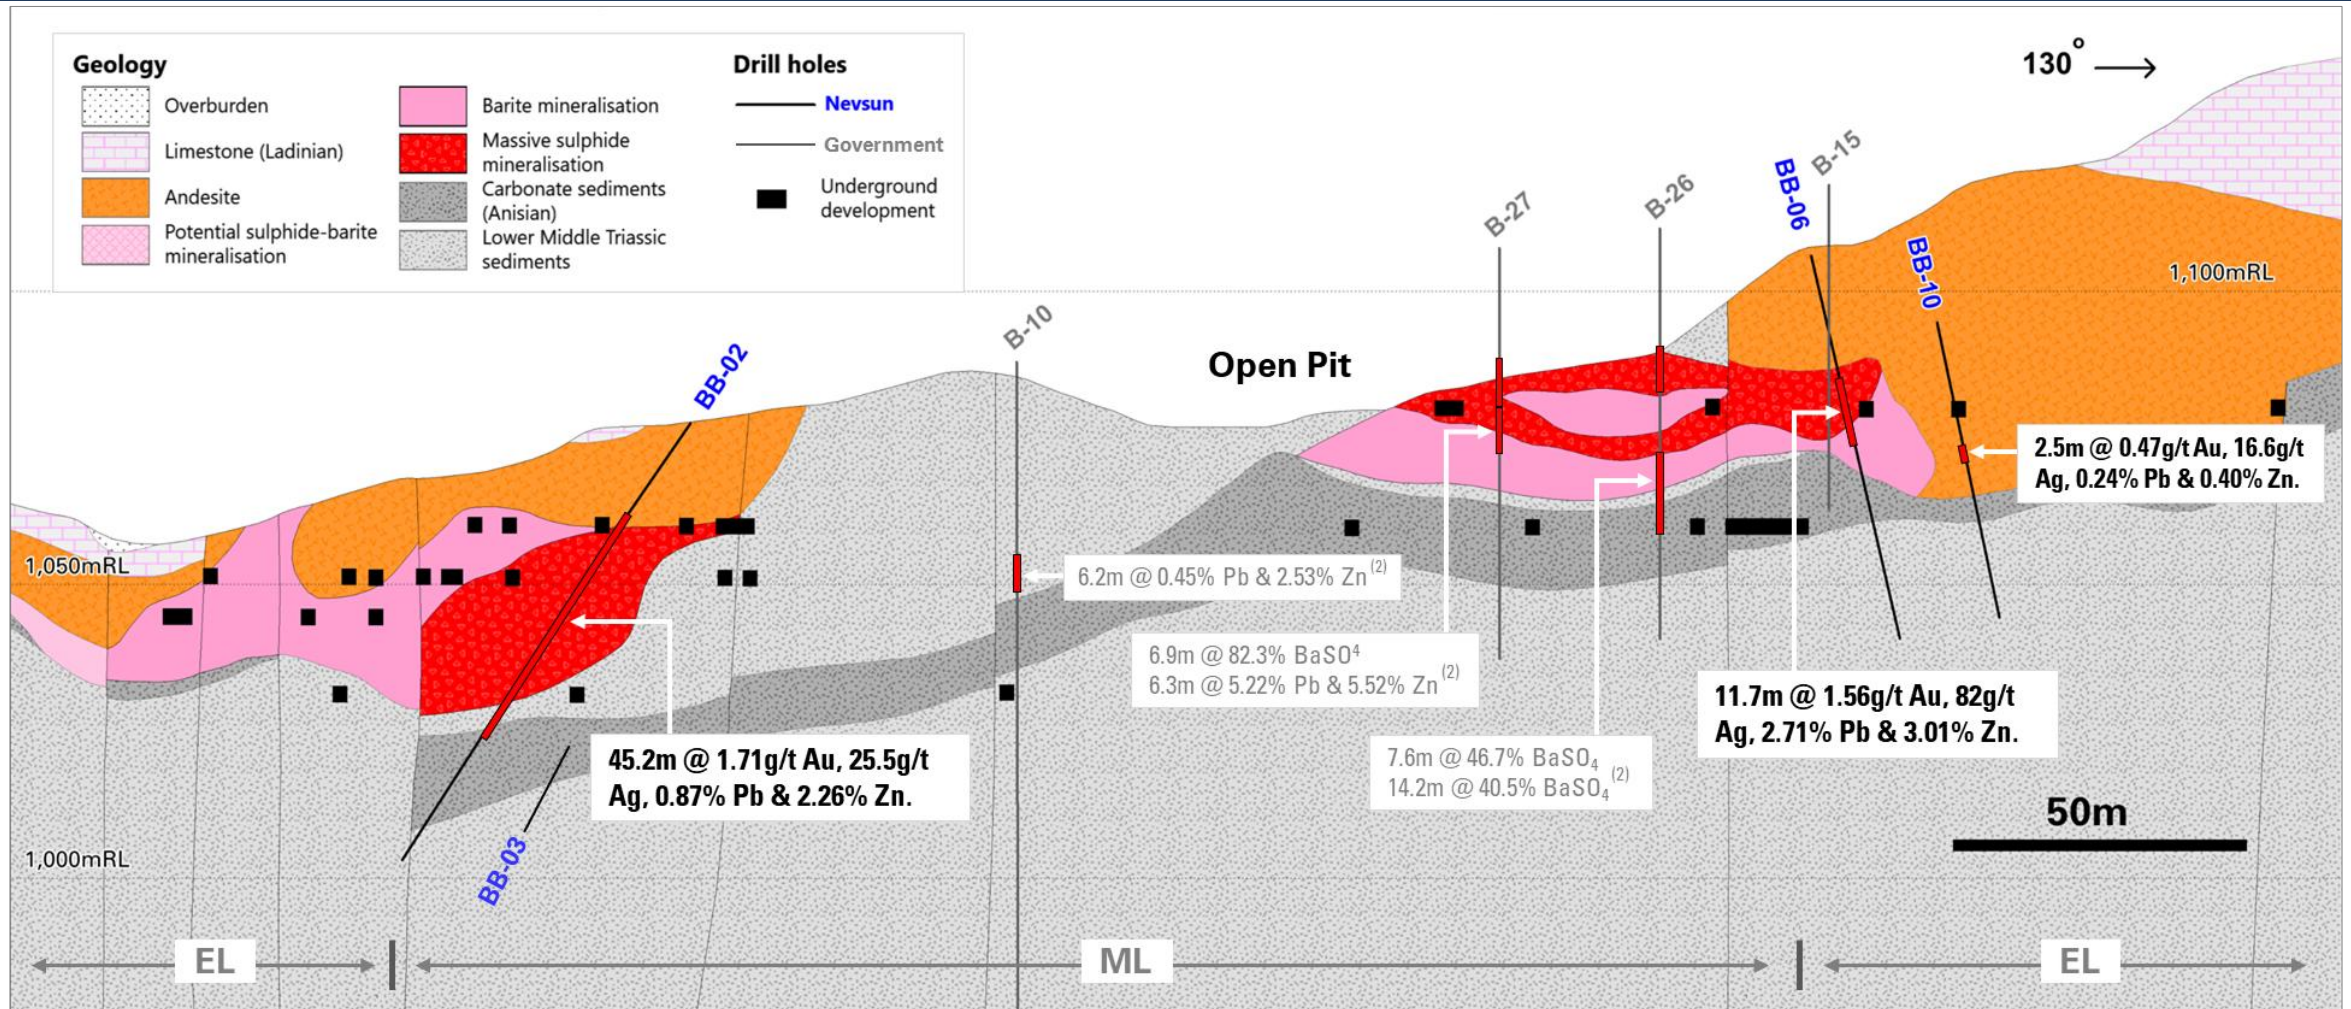 Geology
Overburden
Limestone (Ladinian)
Andesite
Potential sulphide-barite
mineralisation
Barite mineralisation
Massive sulphide
mineralisation
Carbonate sediments
(Anisian)
Lower Middle Triassic
sediments
Drill holes
Nevsun
Government
Underground
development
130°
B-15
BB-06
B-26
B-27
BB-10
1,100mRL
B-10
BB-02
Open Pit
2.5m @ 0.47g/t Au, 16.6g/t
Ag, 0.24% Pb & 0.40% Zn.
1,050mRL
6.2m @ 0.45% Pb & 2.53% Zn(2)
6.9m @ 82.3% BaSO⁴
6.3m @ 5.22% Pb & 5.52% Zn(2)
11.7m @ 1.56g/t Au, 82g/t
Ag, 2.71% Pb & 3.01% Zn.
45.2m @ 1.71g/t Au, 25.5g/t
Ag, 0.87% Pb & 2.26% Zn.
7.6m @ 46.7% BaSO₄
14.2m @ 40.5% BaSO₄(2)
50m
1,000mRL
BB-03
EL
ML
EL